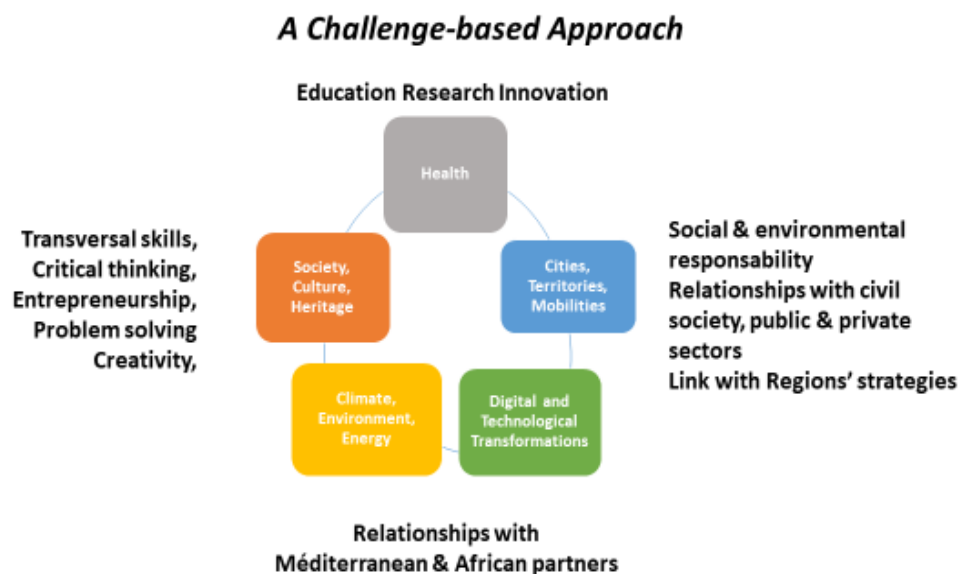 A Challenge-based Approach
Education Research Innovation
Health
Transversal skills,
Critical thinking,
Entrepreneurship,
Problem solving
Creativity,
Society,
Culture,
Heritage
Cities,
Territories,
Mobilities
Social & environmental
responsability
Relationships with civil
society, public & private
sectors
Link with Regions' strategies
Climate,
Environment,
Energy
Digital and
Technological
Transformations
Relationships with
Méditerranean & African partners